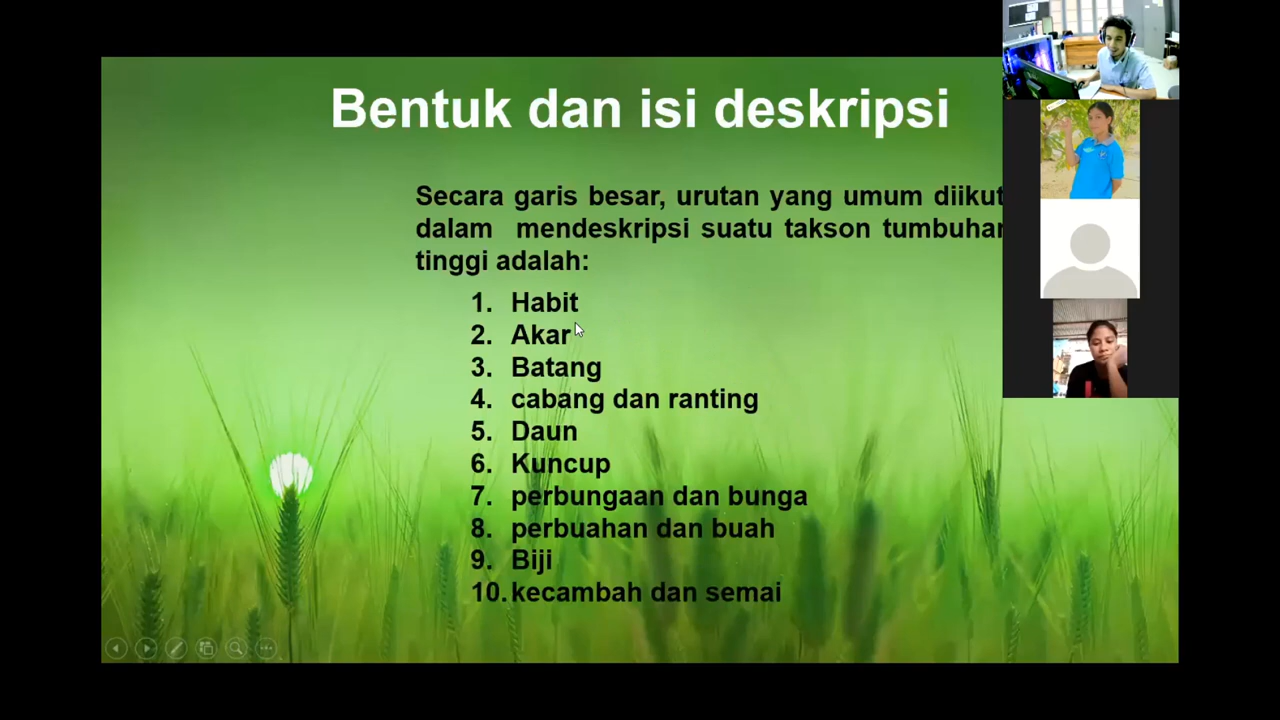 Bentuk dan isi deskripsi
Secara garis besar, urutan yang umum diikut
dalam mendeskripsi suatu takson tumbuhan
tinggi adalah:
1. Habit
2. Akar
3. Batang
4. cabang dan ranting
5. Daun
6. Kuncup
7. perbungaan dan bunga
8. perbuahan dan buah
9. Biji
10. kecambah dan semai